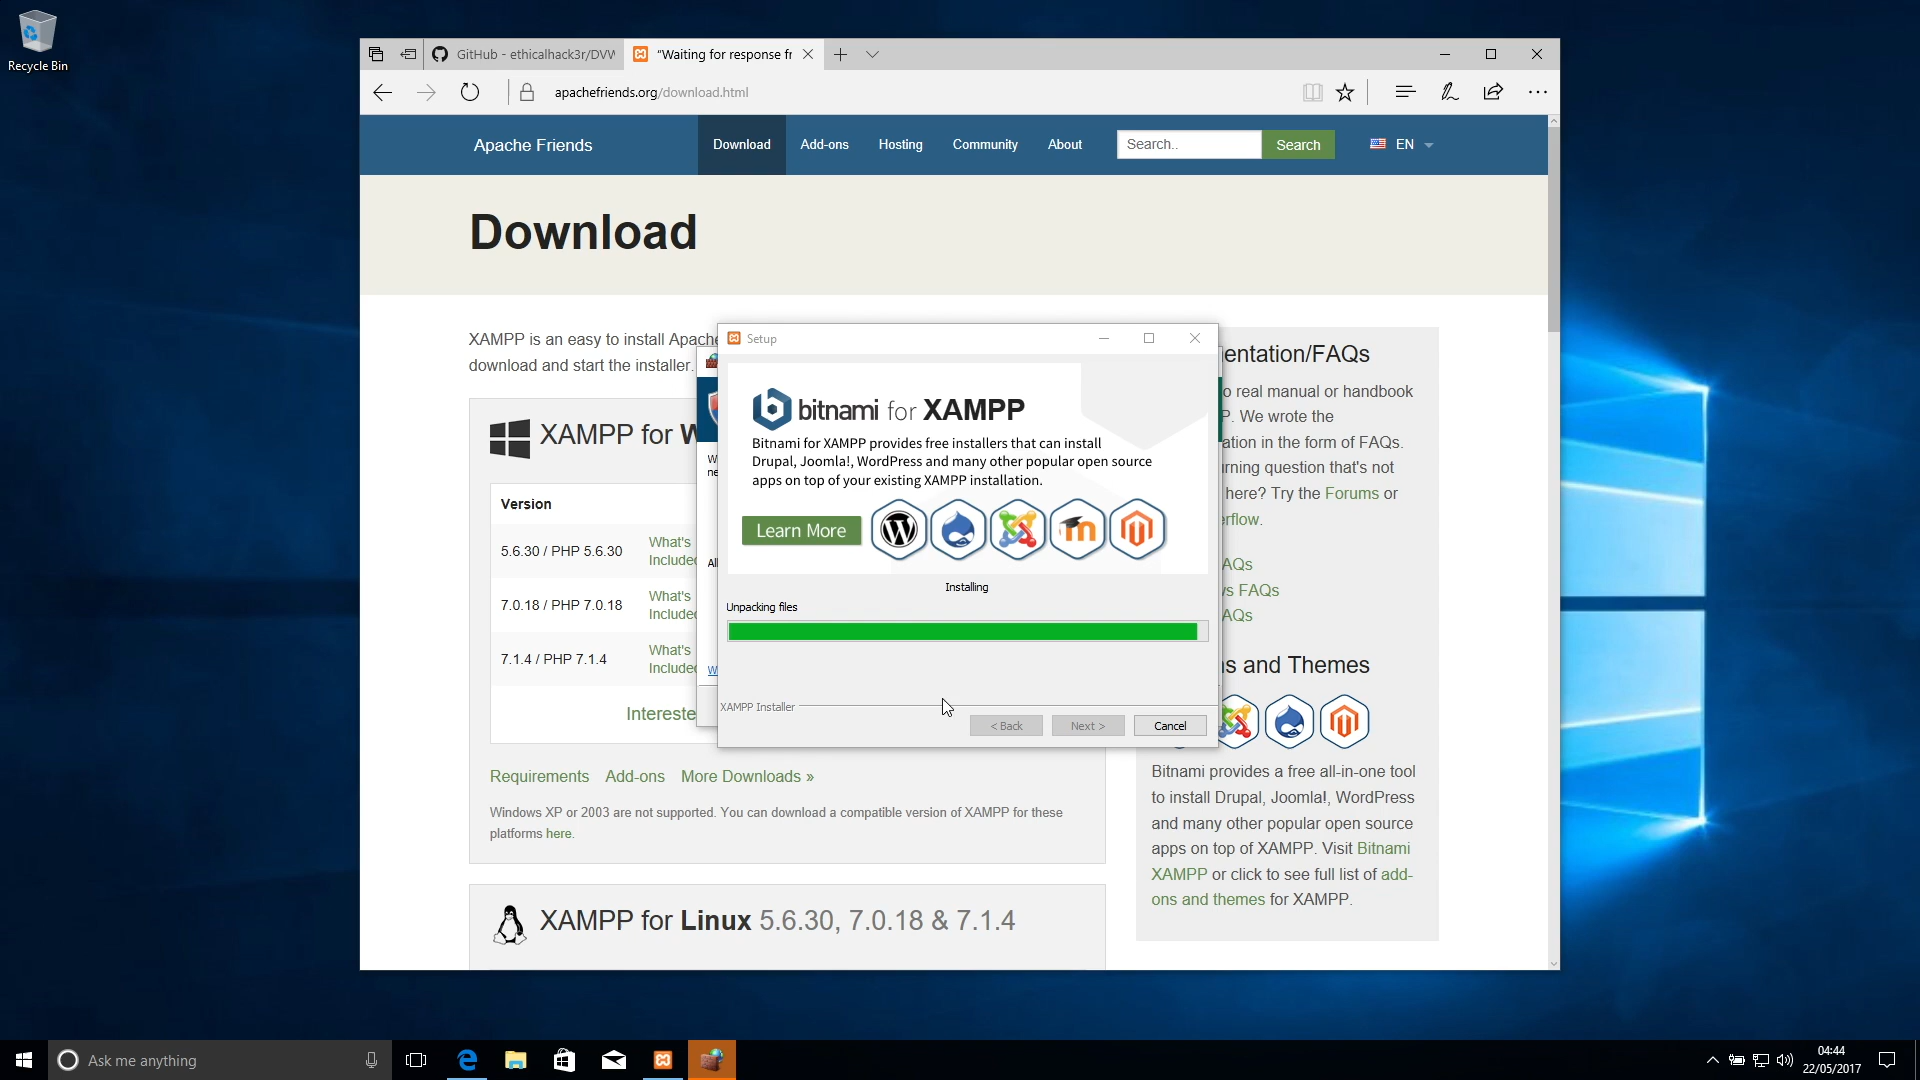 Recycle Bin
GitHub - ethicalhack3r/DVW
"Waiting for response fr
apachefriends.org/download.html
Apache Friends
Download
Add-ons
Hosting
Community
About
Search..
Search
EN
Download
XAMPP is an easy to install Apache
download and start the installer.
XAMPP for W
Version
5.6.30 / PHP 5.6.30
What's
Included
7.0.18 / PHP 7.0.18
What's
Included
7.1.4 / PHP 7.1.4
What's
Included
Intereste
Requirements Add-ons More Downloads »
Windows XP or 2003 are not supported. You can download a compatible version of XAMPP for these
platforms here.
XAMPP for Linux 5.6.30, 7.0.18 & 7.1.4
W
ne
All
W
Setup
bitnami for XAMPP
Bitnami for XAMPP provides free installers that can install
Drupal, Joomla!, WordPress and many other popular open source
apps on top of your existing XAMPP installation.
Learn More
Installing
Unpacking files
XAMPP Installer
< Back
Next >
Cancel
entation/FAQs
o real manual or handbook
P. We wrote the
ation in the form of FAQs.
rning question that's not
here? Try the Forums or
erflow.
AQs
vs FAQs
AQs
s and Themes
Bitnami provides a free all-in-one tool
to install Drupal, Joomla!, WordPress
and many other popular open source
apps on top of XAMPP. Visit Bitnami
XAMPP or click to see full list of add-
ons and themes for XAMPP.
Ask me anything
04:44
22/05/2017